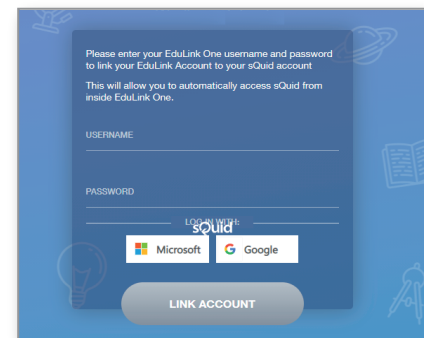 Please enter your EduLink One username and password
to link your EduLink Account to your sQuid account
This will allow you to automatically access sQuid from
inside EduLink One.
USERNAME
PASSWORD
LOG IN WITH:
sQuid
Microsoft
Google
LINK ACCOUNT